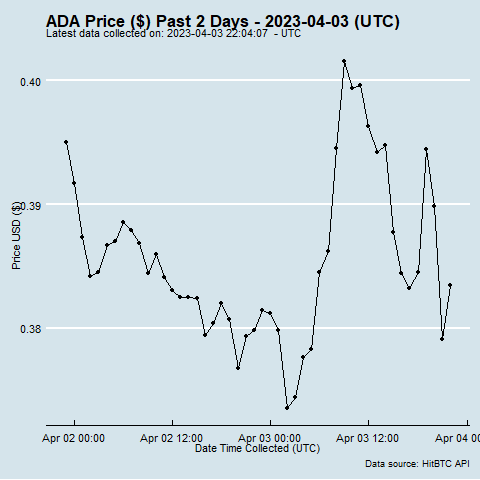 ADA Price ($) Past 2 Days - 2023-04-03 (UTC)
Latest data collected on: 2023-04-03 22:04:07 - UTC
0.40
0.39
0.38
Price USD ($)
Apr 02 00:00
Apr 02 12:00
Apr 03 00:00
Apr 03 12:00
Apr 04 00
Date Time Collected (UTC)
Data source: HitBTC API